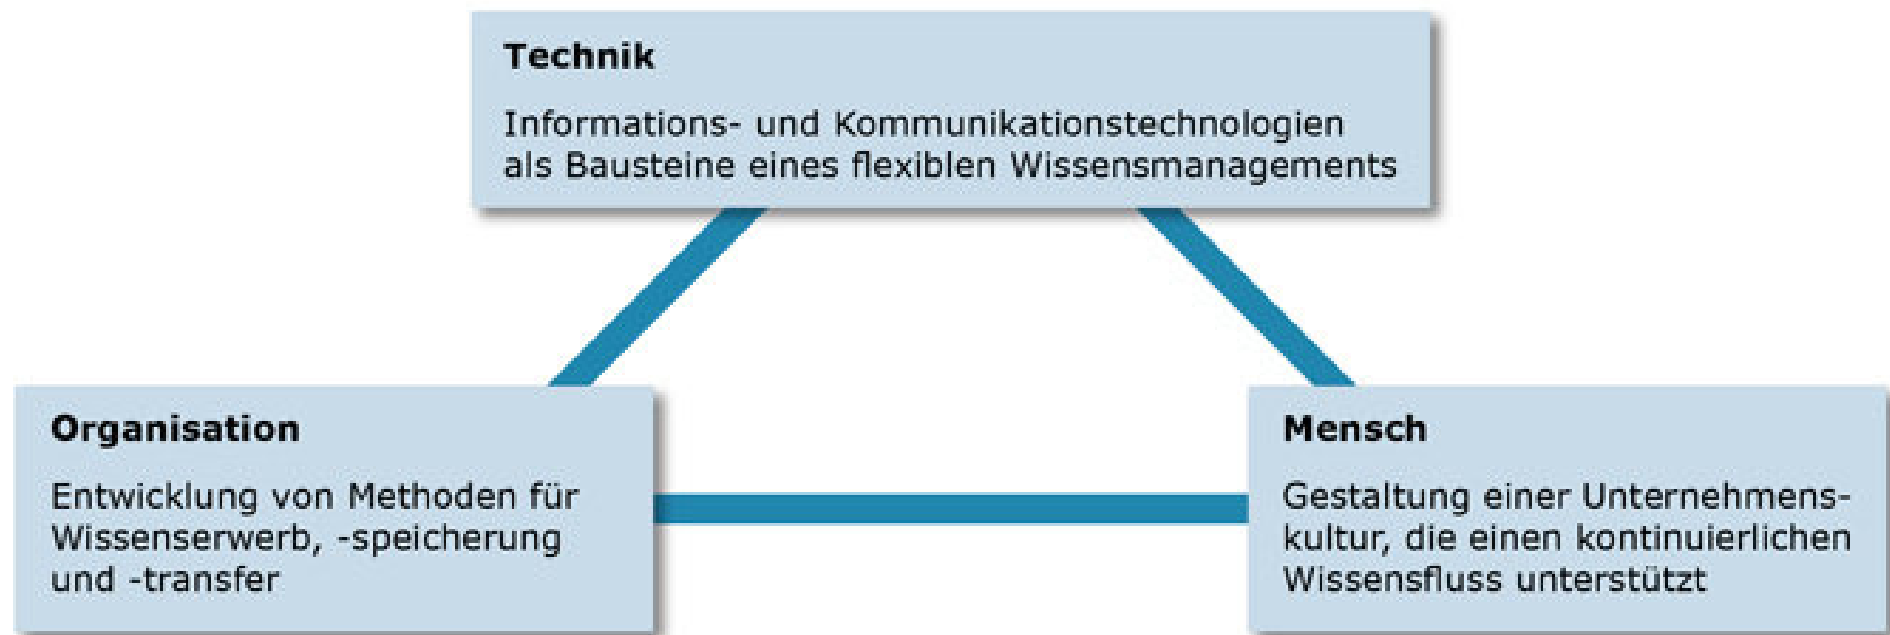 Technik
Informations- und Kommunikationstechnologien
als Bausteine eines flexiblen Wissensmanagements
Organisation
Entwicklung von Methoden für
Wissenserwerb, -speicherung
und -transfer
Mensch
Gestaltung einer Unternehmens-
kultur, die einen kontinuierlichen
Wissensfluss unterstützt